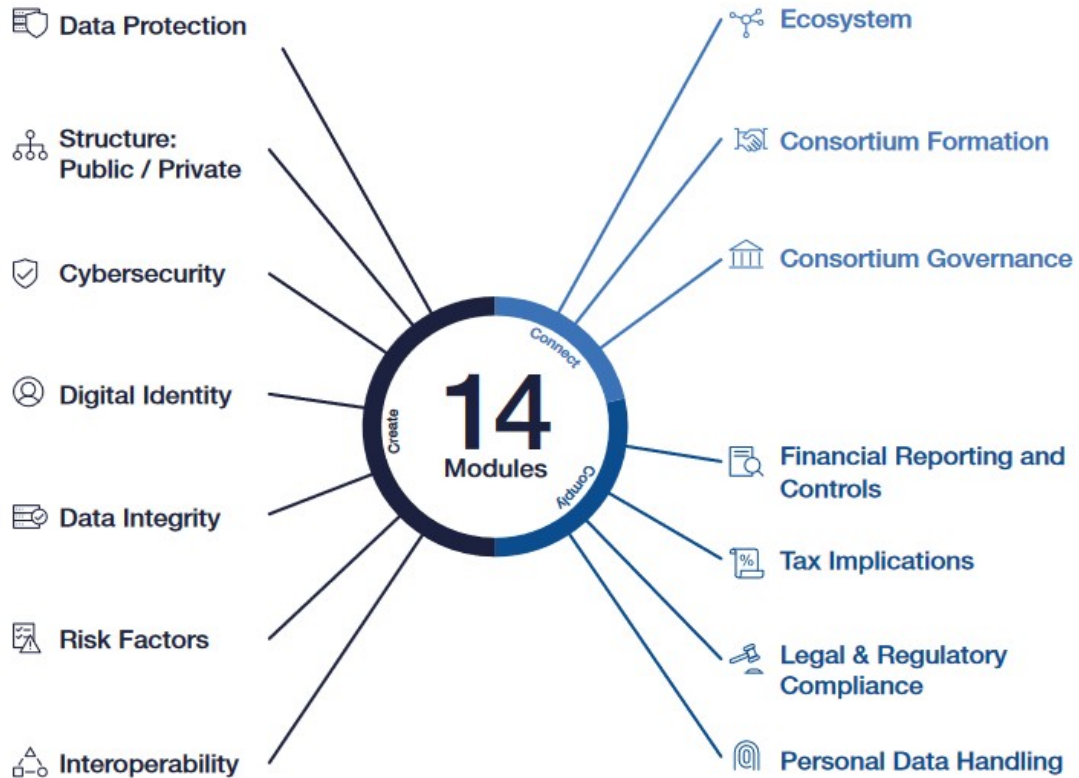 Data Protection
Structure:
Public / Private
Cybersecurity
Digital Identity
Data Integrity
Risk Factors
Interoperability
Create
14
Modules
Connect
Comply
Ecosystem
Consortium Formation
Consortium Governance
Financial Reporting and
Controls
%
Tax Implications
Legal & Regulatory
Compliance
Personal Data Handling